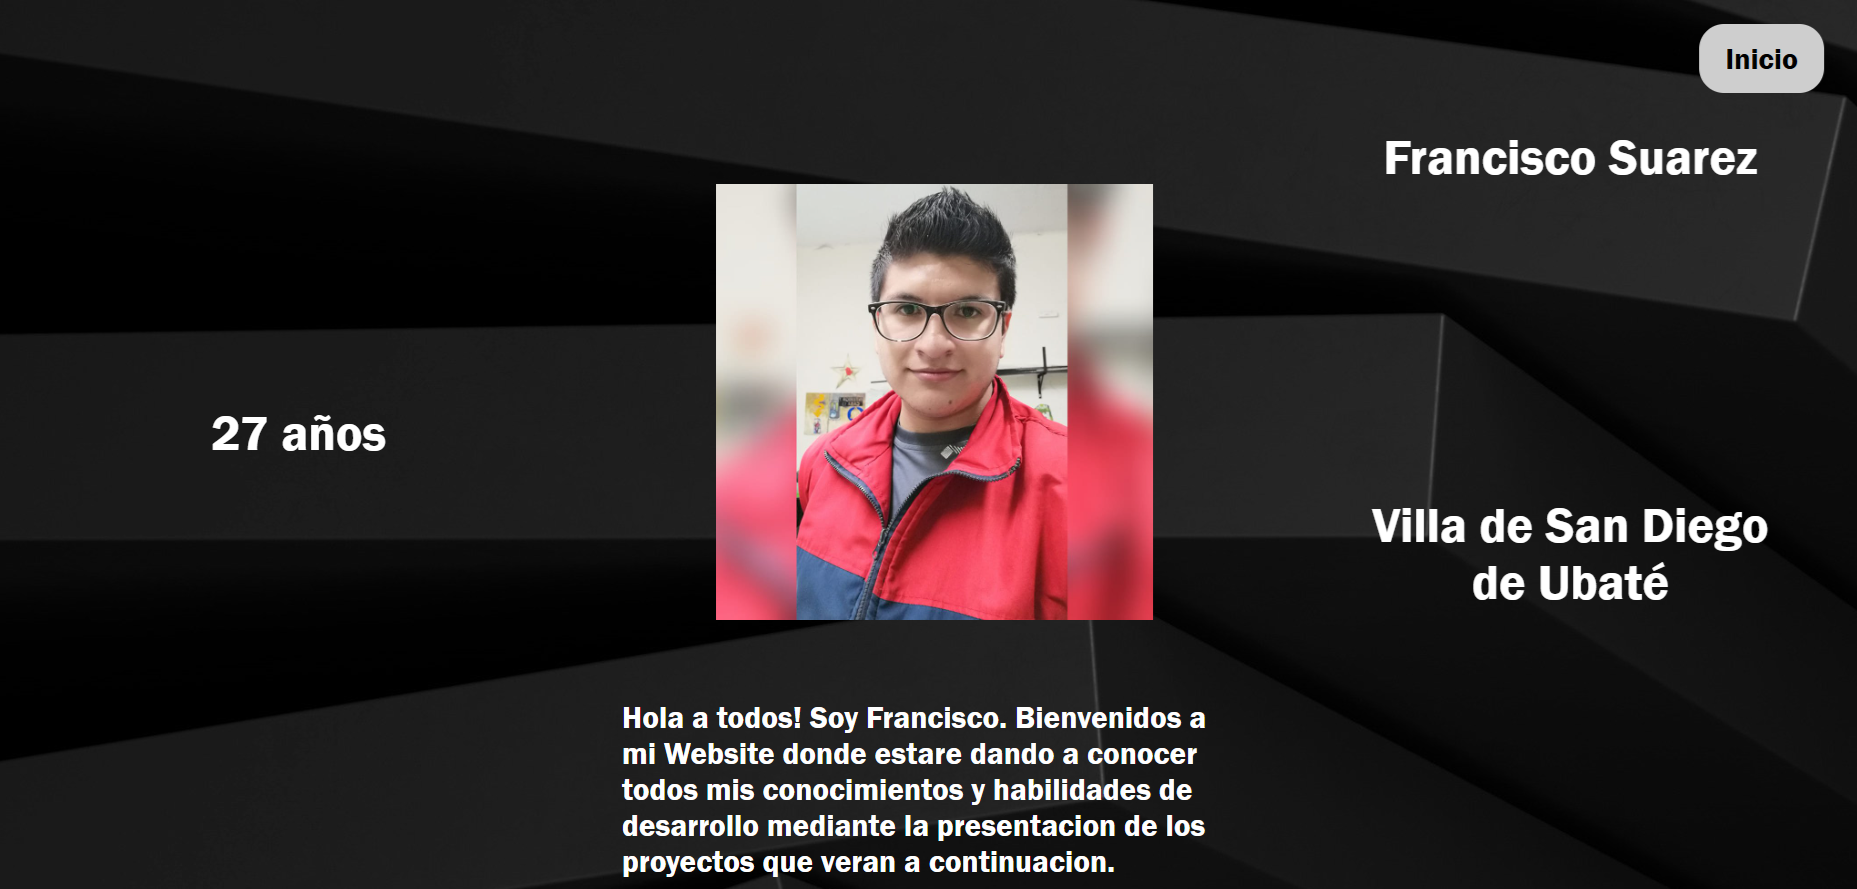 Inicio
Francisco Suarez
27 años
Villa de San Diego
de Ubaté
Hola a todos! Soy Francisco. Bienvenidos a
mi Website donde estare dando a conocer
todos mis conocimientos y habilidades de
desarrollo mediante la presentacion de los
proyectos que veran a continuacion.